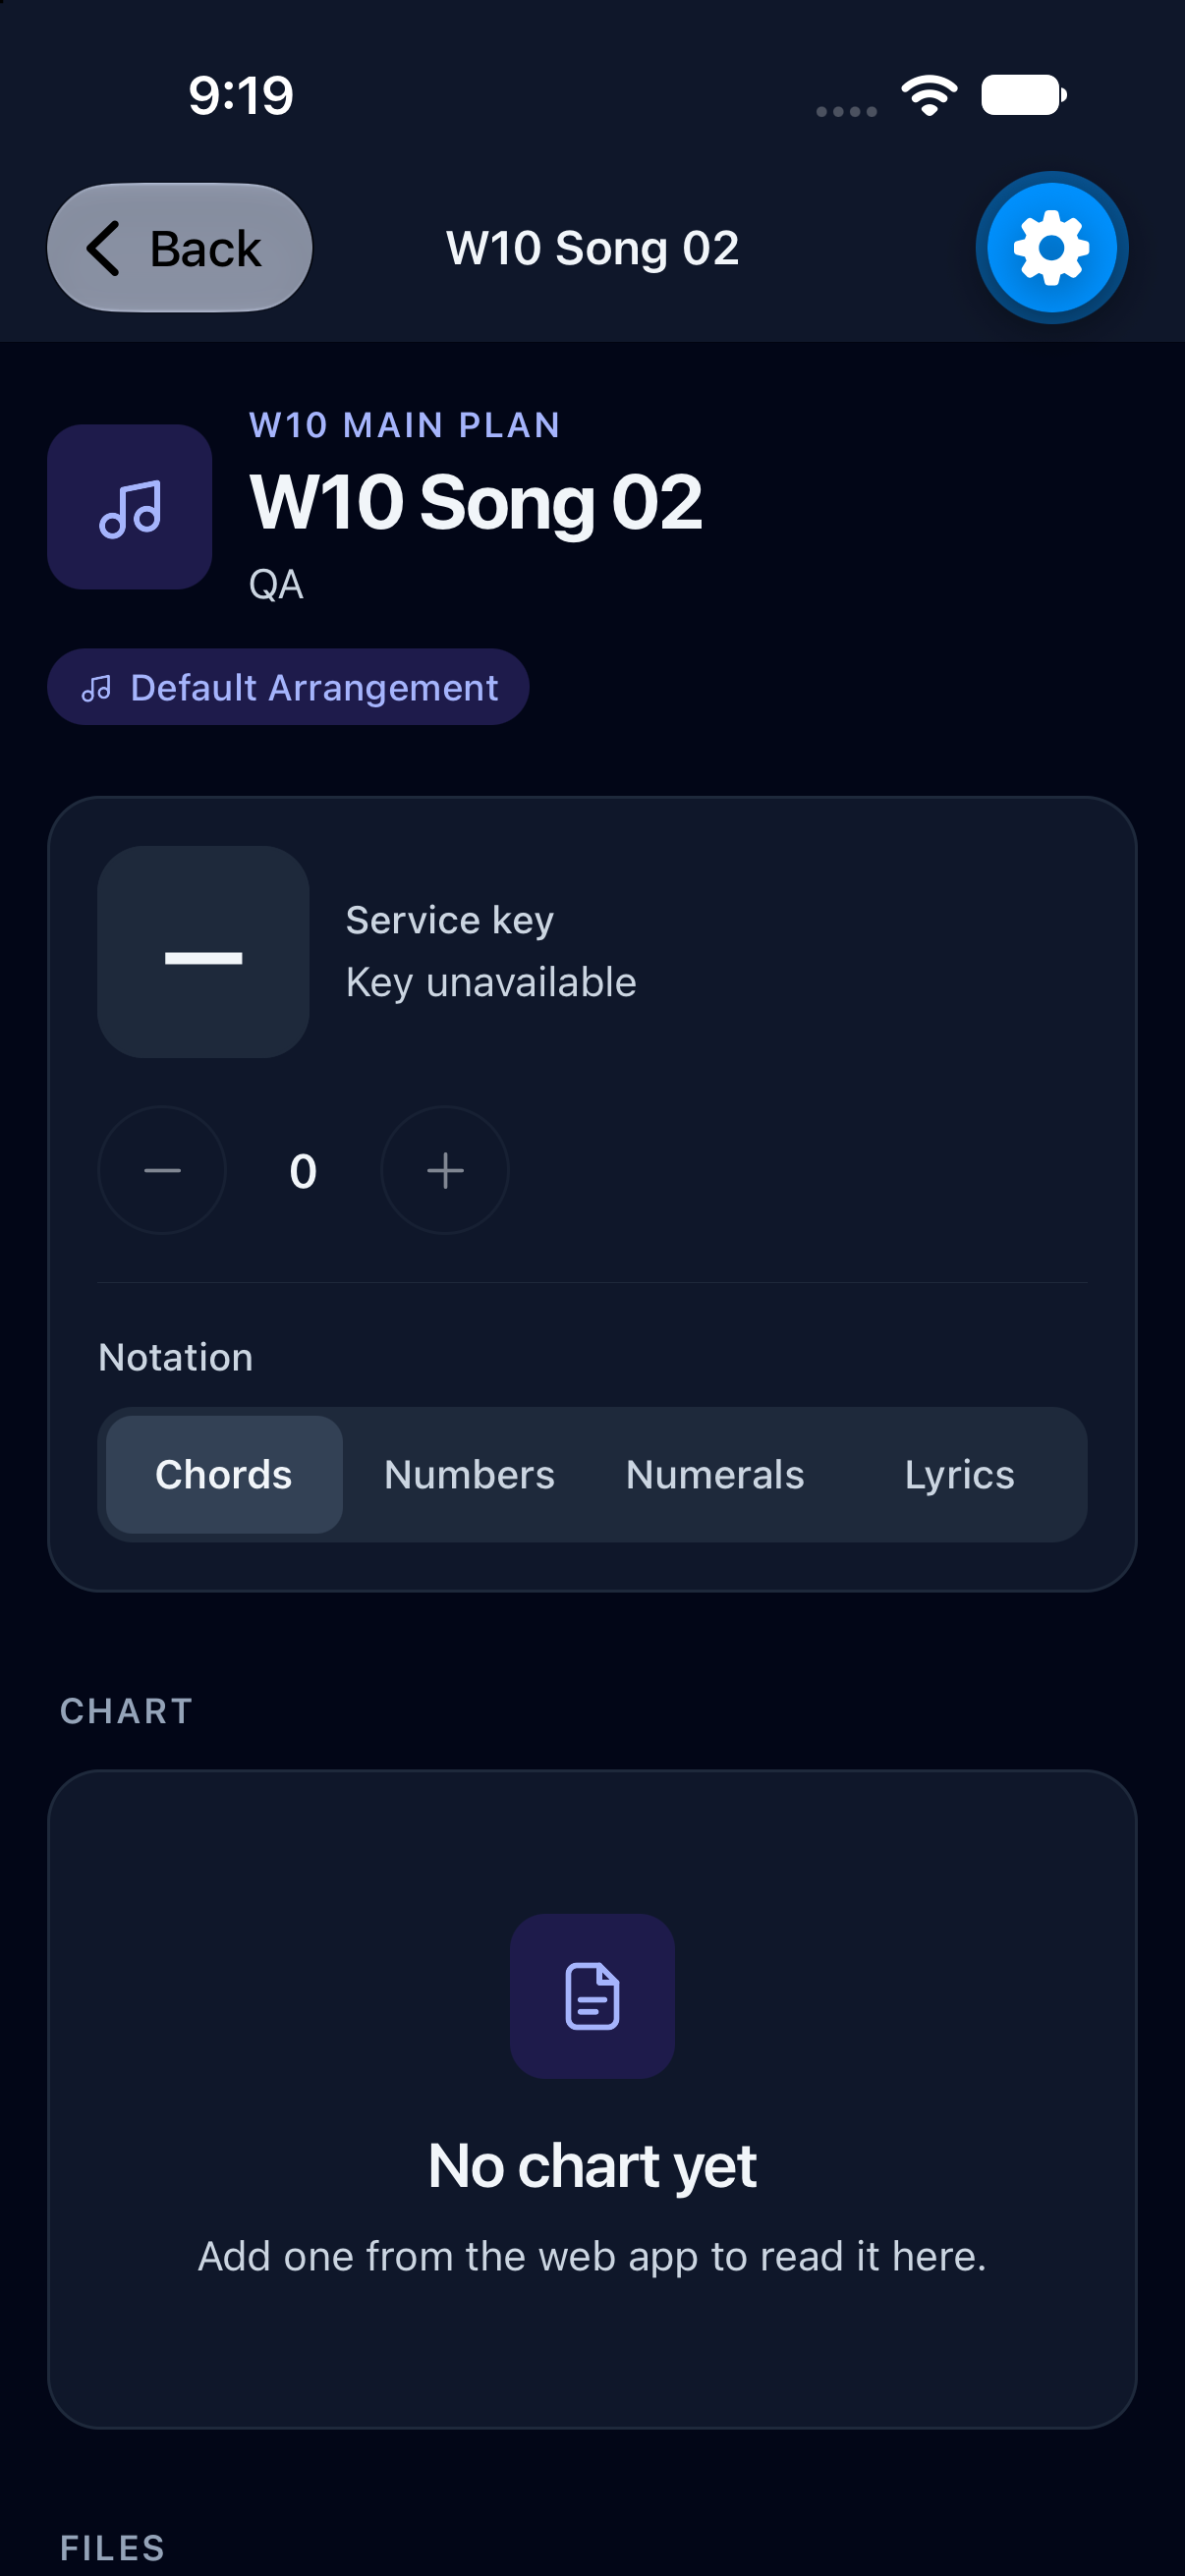 9:19
Back
W10 Song 02
W10 MAIN PLAN
W10 Song 02
QA
Default Arrangement
—
Service key
Key unavailable
0
Notation
Chords Numbers Numerals Lyrics
CHART
No chart yet
Add one from the web app to read it here.
FILES